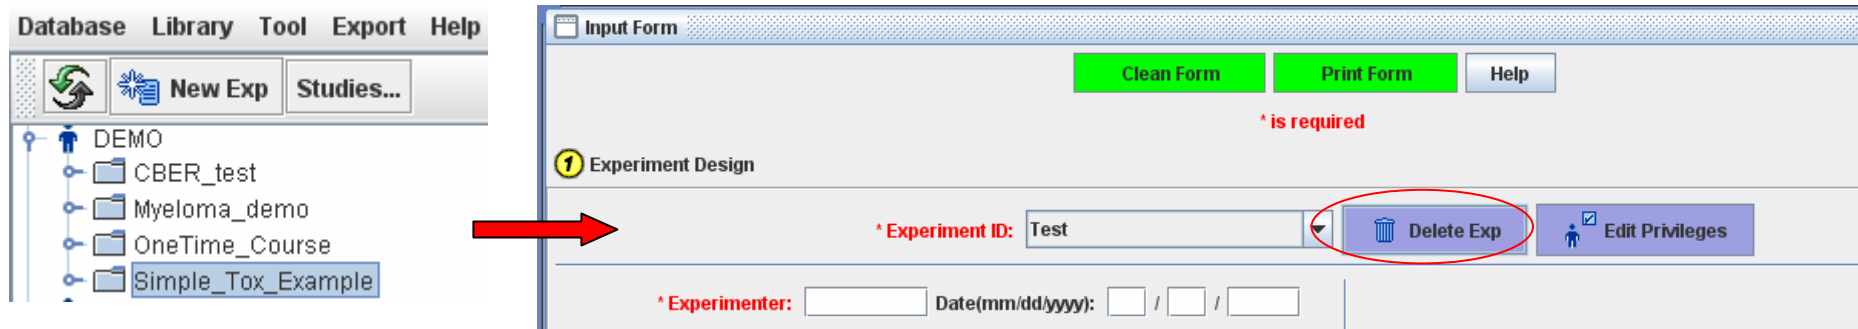 Database Library Tool Export Help
New Exp Studies...
DEMO
CBER_test
Myeloma_demo
OneTime_Course
Simple_Tox_Example
Input Form
Clean Form Print Form Help
* is required
1 Experiment Design
* Experiment ID: Test Delete Exp Edit Privileges
* Experimenter: Date(mm/dd/yyyy): / /